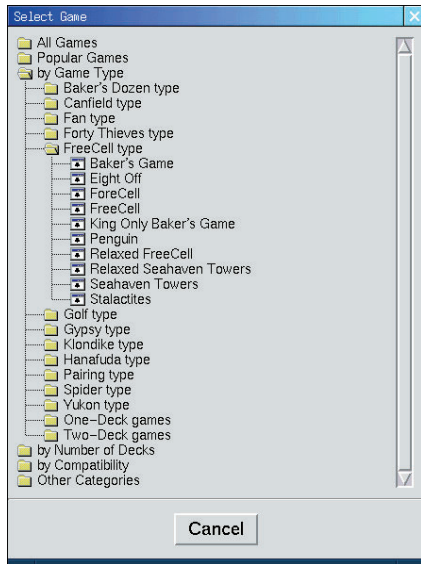 Select Game
All Games
Popular Games
by Game Type
Baker's Dozen type
Canfield type
Fan type
Forty Thieves type
FreeCell type
Baker's Game
Eight Off
ForeCell
FreeCell
King Only Baker's Game
Penguin
Relaxed FreeCell
Relaxed Seahaven Towers
Seahaven Towers
Stalactites
Golf type
Gypsy type
Klondike type
Hanafuda type
Pairing type
Spider type
Yukon type
One-Deck games
Two-Deck games
by Number of Decks
by Compatibility
Other Categories
Cancel